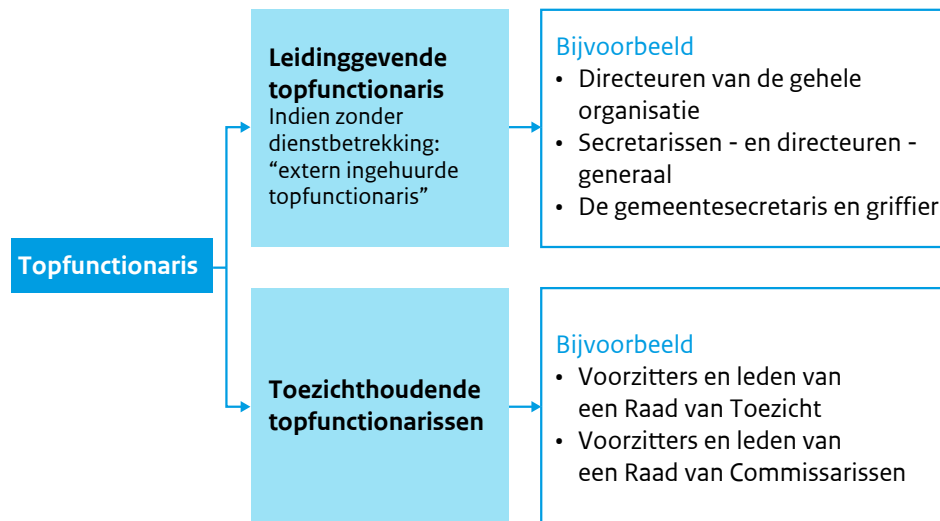 Topfunctionaris
Leidinggevende
topfunctionaris
Indien zonder
dienstbetrekking:
“extern ingehuurde
topfunctionaris”
Bijvoorbeeld
• Directeuren van de gehele
organisatie
• Secretarissen - en directeuren -
generaal
• De gemeentesecretaris en griffier
Toezichthoudende
topfunctionarissen
Bijvoorbeeld
• Voorzitters en leden van
een Raad van Toezicht
• Voorzitters en leden van
een Raad van Commissarissen